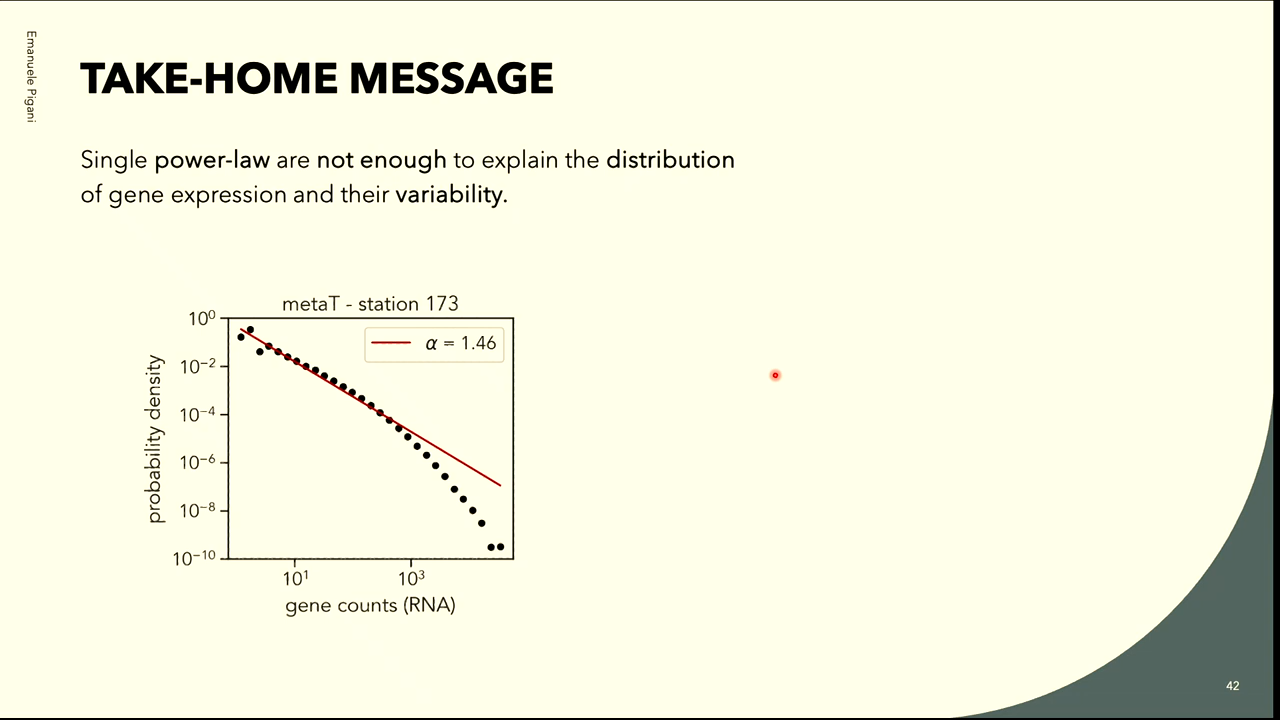 Emanuele Pigani
TAKE-HOME MESSAGE
Single power-law are not enough to explain the distribution
of gene expression and their variability.
metaT - station 173
α = 1.46
probability density
10⁰
10⁻²
10⁻⁴
10⁻⁶
10⁻⁸
10⁻¹⁰
10¹ 10³
gene counts (RNA)
42